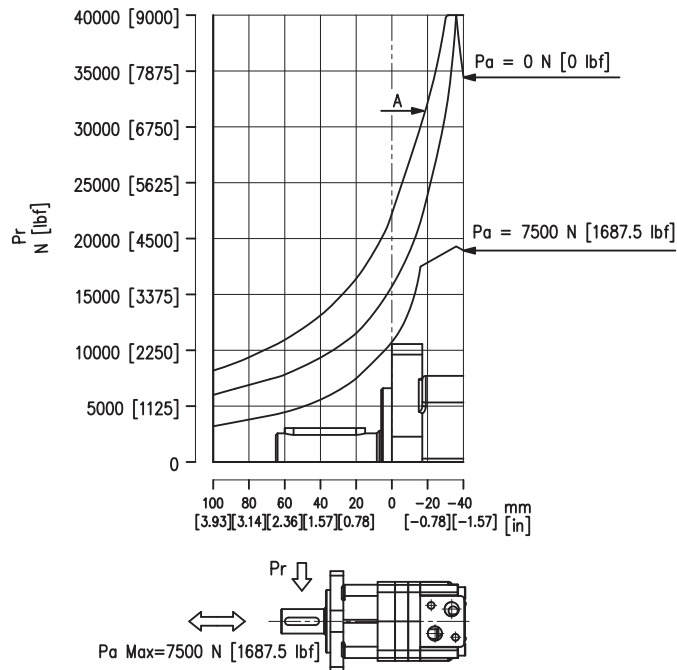 40000 [9000]
35000 [7875]
30000 [6750]
25000 [5625]
20000 [4500]
15000 [3375]
10000 [2250]
5000 [1125]
0
Pr
N [lbf]
A
Pa = 0 N [0 lbf]
Pa = 7500 N [1687.5 lbf]
100 80 60 40 20 0 -20 -40 mm
[3.93][3.14][2.36][1.57][0.78] [-0.78][-1.57] [in]
Pr
Pa Max=7500 N [1687.5 lbf]